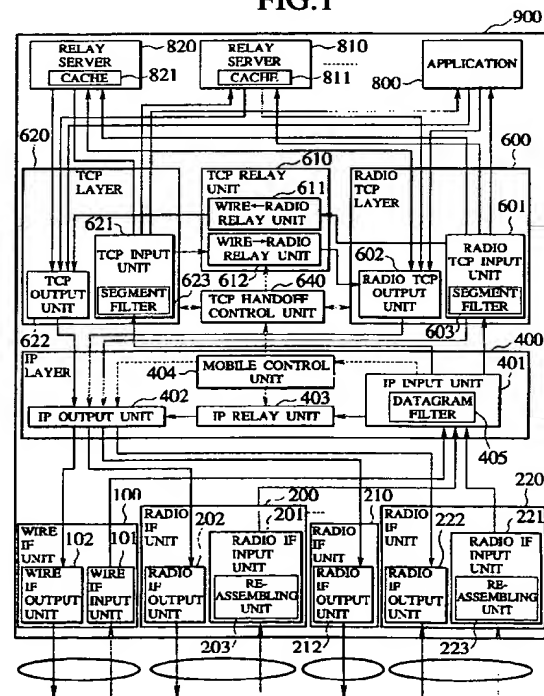 FIG.1
900
RELAY SERVER
CACHE
820
821
RELAY SERVER
CACHE
810
811
APPLICATION
800
620
TCP LAYER
621
TCP INPUT UNIT
SEGMENT FILTER
623
TCP OUTPUT UNIT
622
TCP RELAY UNIT
610
611
WIRE←RADIO RELAY UNIT
WIRE→RADIO RELAY UNIT
612
640
TCP HANDOFF CONTROL UNIT
600
RADIO TCP LAYER
601
602
RADIO TCP OUTPUT UNIT
RADIO TCP INPUT UNIT
SEGMENT FILTER
603
400
IP LAYER
404
MOBILE CONTROL UNIT
401
IP INPUT UNIT
DATAGRAM FILTER
405
402
IP OUTPUT UNIT
403
IP RELAY UNIT
100
WIRE IF UNIT
102
101
WIRE IF OUTPUT UNIT
WIRE IF INPUT UNIT
200
RADIO IF UNIT
202
201
RADIO IF OUTPUT UNIT
RADIO IF INPUT UNIT
RE-ASSEMBLING UNIT
203
210
RADIO IF UNIT
RADIO IF OUTPUT UNIT
212
220
RADIO IF UNIT
222
221
RADIO IF OUTPUT UNIT
RADIO IF INPUT UNIT
RE-ASSEMBLING UNIT
223